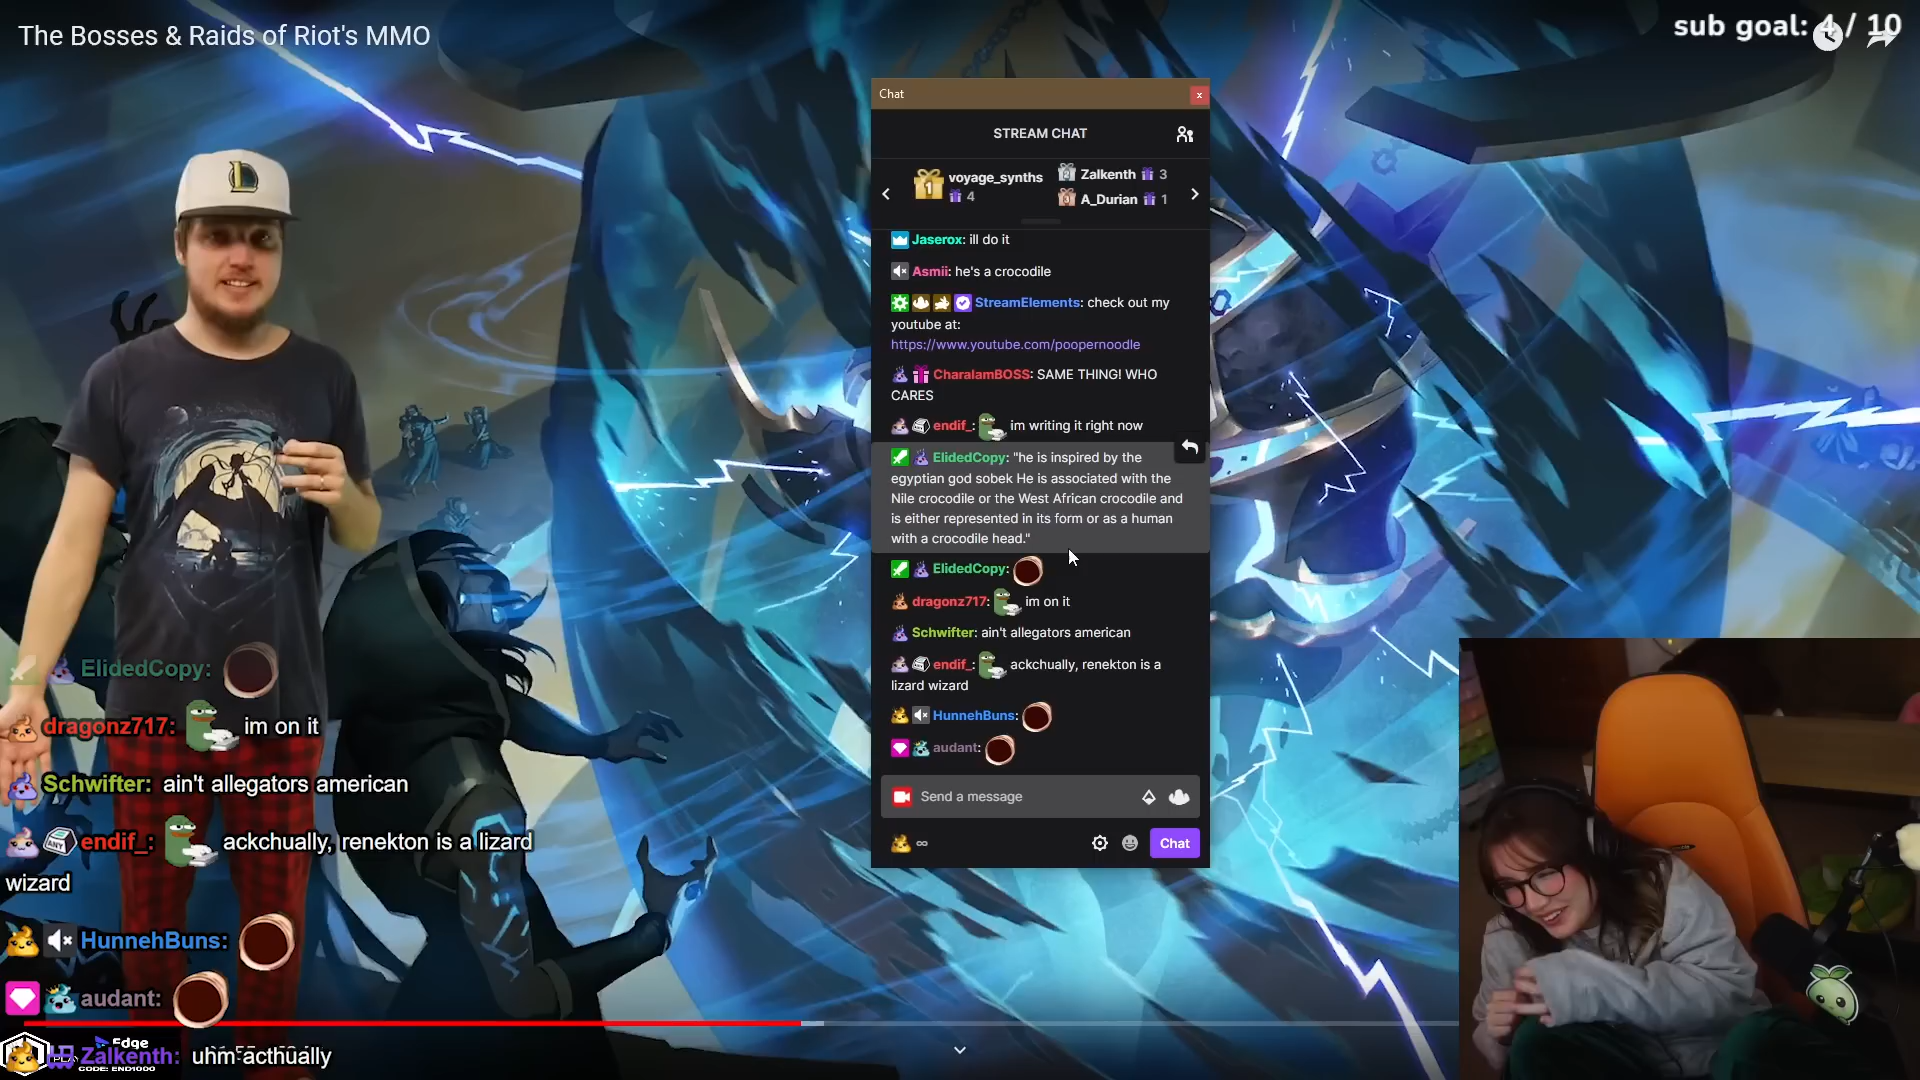 The Bosses & Raids of Riot's MMO
sub goal: 4 / 10
Chat
STREAM CHAT
1 voyage_synths
4
Zalkenth 3
A_Durian 1
Jaserox: ill do it
Asmii: he's a crocodile
StreamElements: check out my
youtube at:
https://www.youtube.com/poopernoodle
CharalamBOSS: SAME THING! WHO
CARES
endif_: im writing it right now
ElidedCopy: "he is inspired by the
egyptian god sobek He is associated with the
Nile crocodile or the West African crocodile and
is either represented in its form or as a human
with a crocodile head."
ElidedCopy:
dragonz717: im on it
Schwifter: ain't allegators american
endif_: ackchually, renekton is a
lizard wizard
HunnehBuns:
audant:
Send a message
∞
Chat
ElidedCopy:
dragonz717: im on it
Schwifter: ain't allegators american
ANY endif_: ackchually, renekton is a lizard
wizard
HunnehBuns:
audant:
Edge
Zalkenth: uhm acthually
CODE: END1000